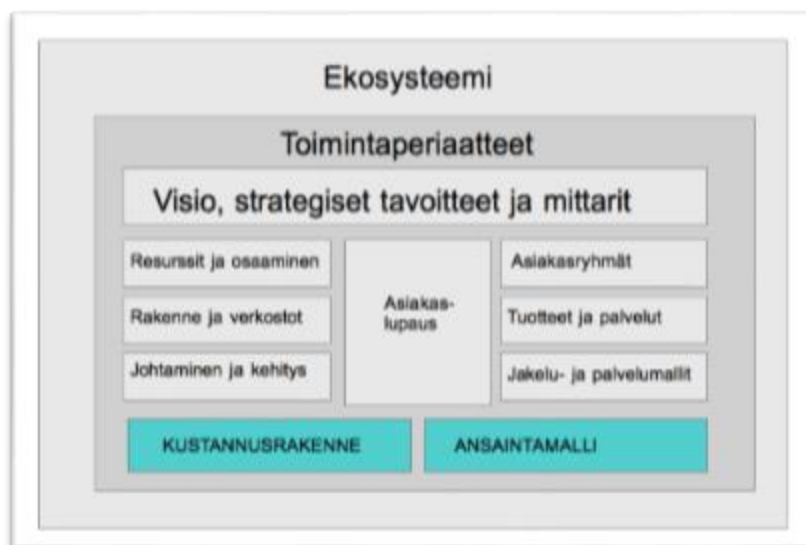 Ekosysteemi
Toimintaperiaatteet
Visio, strategiset tavoitteet ja mittarit
Resurssit ja osaaminen
Rakenne ja verkostot
Johtaminen ja kehitys
Asiakas-
lupaus
Asiakasryhmät
Tuotteet ja palvelut
Jakelu- ja palvelumallit
KUSTANNUSRAKENNE
ANSAINTAMALLI